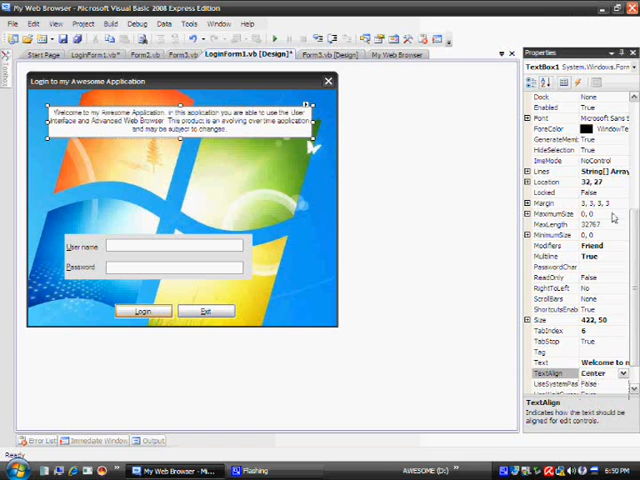 My Web Browser - Microsoft Visual Basic 2008 Express Edition
File Edit View Project Build Debug Data Tools Window Help
Start Page LoginForm1.vb* Form2.vb Form3.vb LoginForm1.vb [Design]* Form3.vb [Design] My Web Browser
Toolbox
Login to my Awesome Application
Welcome to my Awesome Application, in this application you are able to use the User
Interface and Advanced Web Browser. This product is an evolving over time application
and may be subject to changes.
User name
Password
Login Exit
Properties
TextBox1 System.Windows.Form
Dock None
Enabled True
Font Microsoft Sans S
ForeColor WindowTe
GenerateMemb True
HideSelection True
ImeMode NoControl
Lines String[] Array
Location 32, 27
Locked False
Margin 3, 3, 3, 3
MaximumSize 0, 0
MaxLength 32767
MinimumSize 0, 0
Modifiers Friend
Multiline True
PasswordChar
ReadOnly False
RightToLeft No
ScrollBars None
ShortcutsEnab True
Size 422, 50
TabIndex 6
TabStop True
Tag
Text Welcome to m
TextAlign Center
UseSystemPas False
TextAlign
Indicates how the text should be
aligned for edit controls.
Error List Immediate Window Output
Ready
My Web Browser - Mi... Flashing AWESOME (D:) 6:50 PM